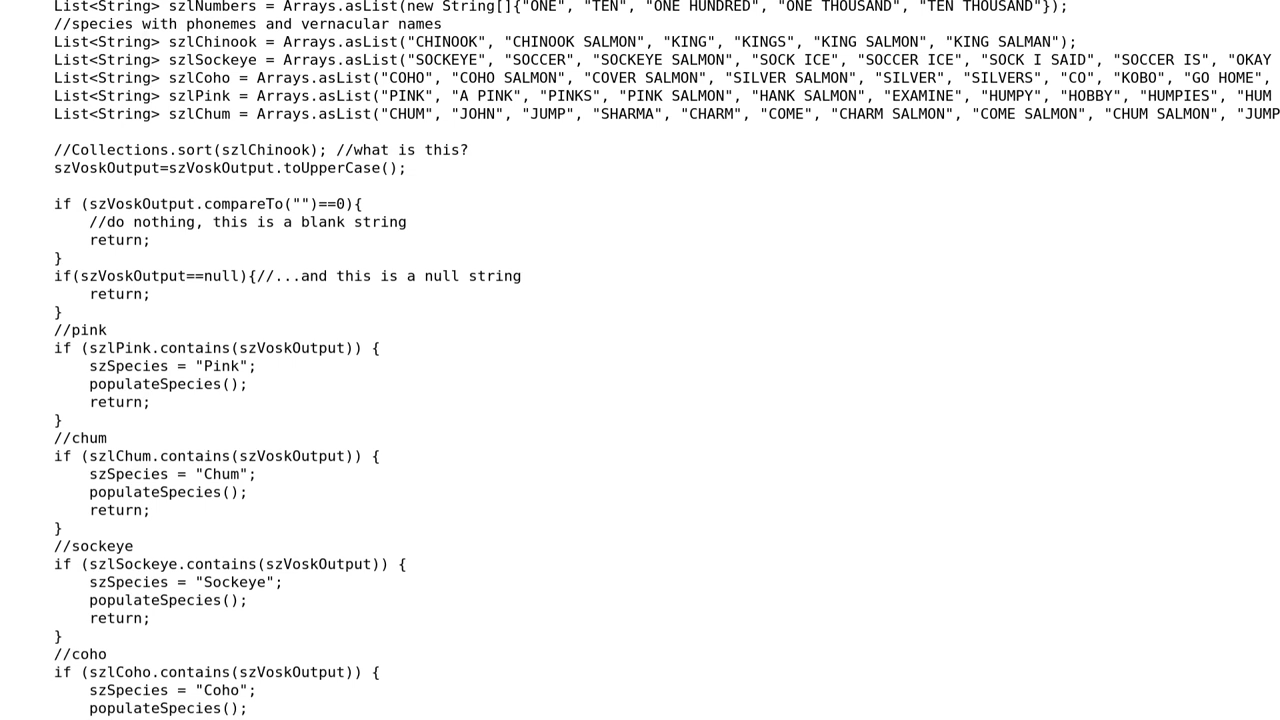 List<String> szlNumbers = Arrays.asList(new String[]{"ONE", "TEN", "ONE HUNDRED", "ONE THOUSAND", "TEN THOUSAND"});
//species with phonemes and vernacular names
List<String> szlChinook = Arrays.asList("CHINOOK", "CHINOOK SALMON", "KING", "KINGS", "KING SALMON", "KING SALMAN");
List<String> szlSockeye = Arrays.asList("SOCKEYE", "SOCCER", "SOCKEYE SALMON", "SOCK ICE", "SOCCER ICE", "SOCK I SAID", "SOCCER IS", "OKAY
List<String> szlCoho = Arrays.asList("COHO", "COHO SALMON", "COVER SALMON", "SILVER SALMON", "SILVER", "SILVERS", "CO", "KOBO", "GO HOME",
List<String> szlPink = Arrays.asList("PINK", "A PINK", "PINKS", "PINK SALMON", "HANK SALMON", "EXAMINE", "HUMPY", "HOBBY", "HUMPIES", "HUM
List<String> szlChum = Arrays.asList("CHUM", "JOHN", "JUMP", "SHARMA", "CHARM", "COME", "CHARM SALMON", "COME SALMON", "CHUM SALMON", "JUMP
//Collections.sort(szlChinook); //what is this?
szVoskOutput=szVoskOutput.toUpperCase();
if (szVoskOutput.compareTo("")==0){
//do nothing, this is a blank string
return;
}
if(szVoskOutput==null){//...and this is a null string
return;
}
//pink
if (szlPink.contains(szVoskOutput)) {
szSpecies = "Pink";
populateSpecies();
return;
}
//chum
if (szlChum.contains(szVoskOutput)) {
szSpecies = "Chum";
populateSpecies();
return;
}
//sockeye
if (szlSockeye.contains(szVoskOutput)) {
szSpecies = "Sockeye";
populateSpecies();
return;
}
//coho
if (szlCoho.contains(szVoskOutput)) {
szSpecies = "Coho";
populateSpecies();